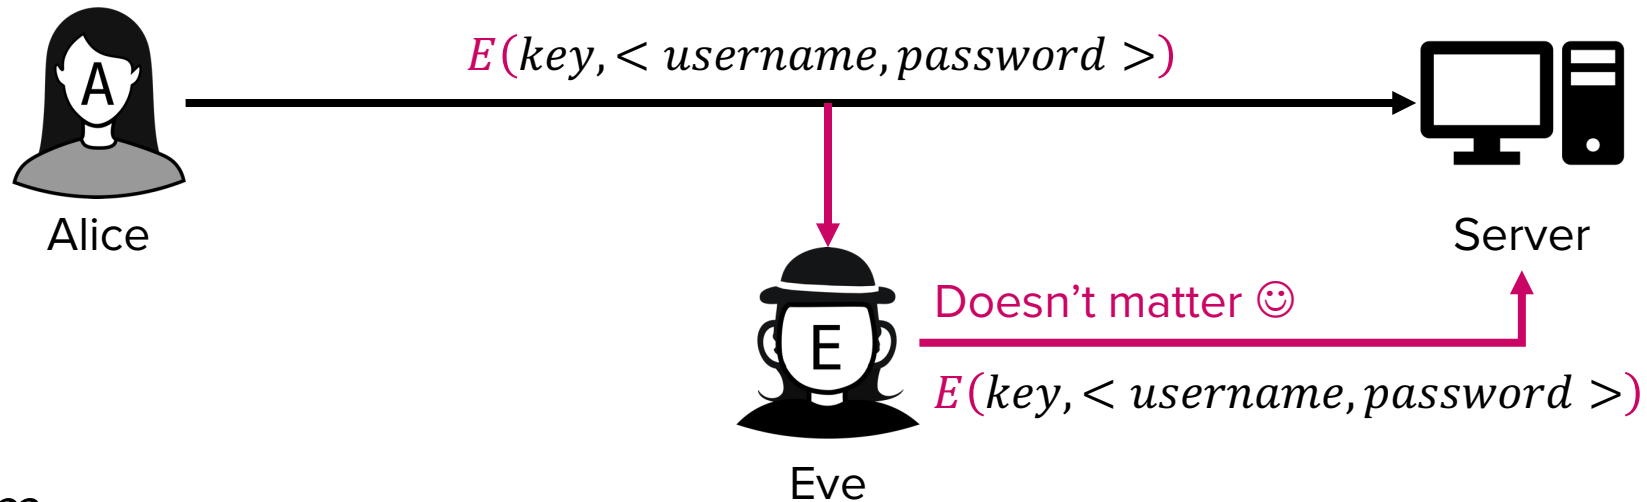 E(key, < username, password >)
A
Alice
Server
Doesn't matter ☺
E
E(key, < username, password >)
Eve